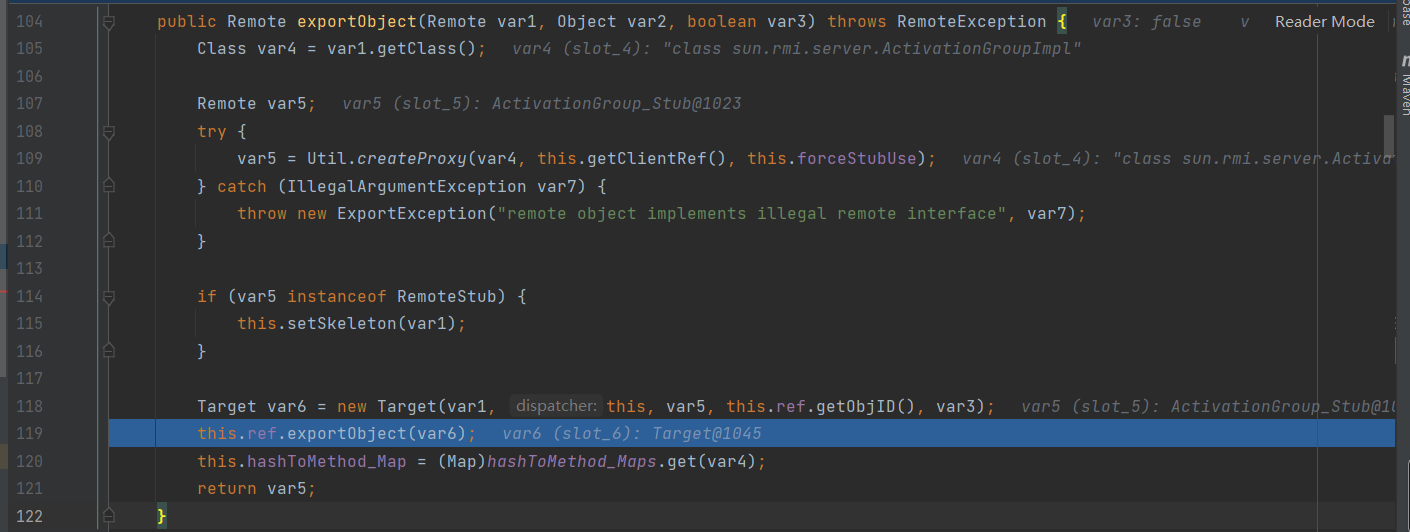 104 public Remote exportObject(Remote var1, Object var2, boolean var3) throws RemoteException { var3: false v Reader Mode
105 Class var4 = var1.getClass(); var4 (slot_4): "class sun.rmi.server.ActivationGroupImpl"
106
107 Remote var5; var5 (slot_5): ActivationGroup_Stub@1023
108 try {
109 var5 = Util.createProxy(var4, this.getClientRef(), this.forceStubUse); var4 (slot_4): "class sun.rmi.server.Activa
110 } catch (IllegalArgumentException var7) {
111 throw new ExportException("remote object implements illegal remote interface", var7);
112 }
113
114 if (var5 instanceof RemoteStub) {
115 this.setSkeleton(var1);
116 }
117
118 Target var6 = new Target(var1, dispatcher: this, var5, this.ref.getObjID(), var3); var5 (slot_5): ActivationGroup_Stub@10
119 this.ref.exportObject(var6); var6 (slot_6): Target@1045
120 this.hashToMethod_Map = (Map)hashToMethod_Maps.get(var4);
121 return var5;
122 }
base
m
Maven